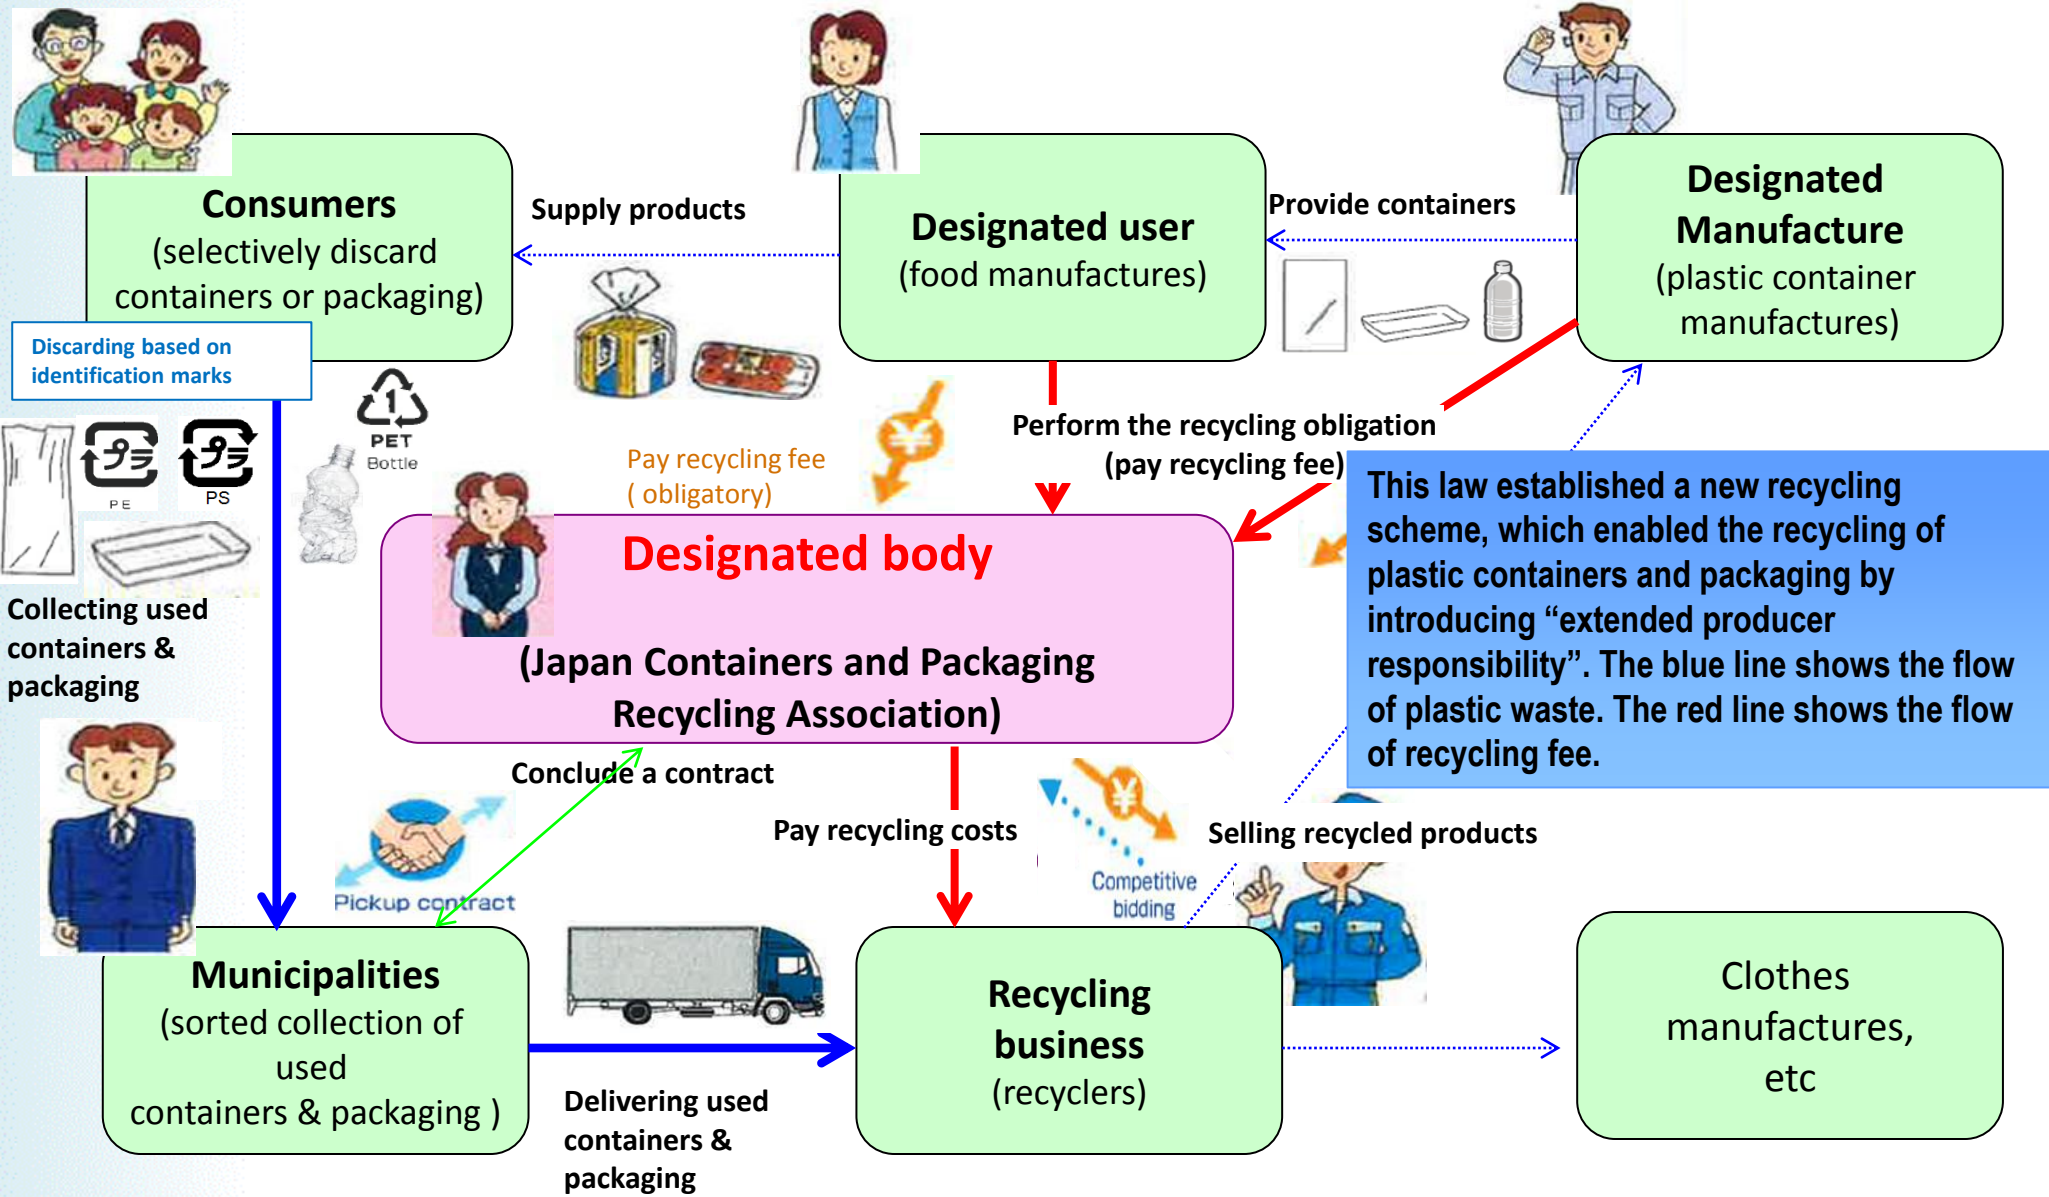 Consumers
(selectively discard
containers or packaging)
Supply products
Designated user
(food manufactures)
Provide containers
Designated
Manufacture
(plastic container
manufactures)
Discarding based on
identification marks
1
PET
Bottle
プラ
PE
プラ
PS
Pay recycling fee
( obligatory)
¥
Perform the recycling obligation
(pay recycling fee)
This law established a new recycling
scheme, which enabled the recycling of
plastic containers and packaging by
introducing “extended producer
responsibility”. The blue line shows the flow
of plastic waste. The red line shows the flow
of recycling fee.
Designated body
(Japan Containers and Packaging
Recycling Association)
Collecting used
containers &
packaging
Conclude a contract
Pickup contract
Pay recycling costs
¥
Competitive
bidding
Selling recycled products
Municipalities
(sorted collection of
used
containers & packaging )
Delivering used
containers &
packaging
Recycling
business
(recyclers)
Clothes
manufactures,
etc